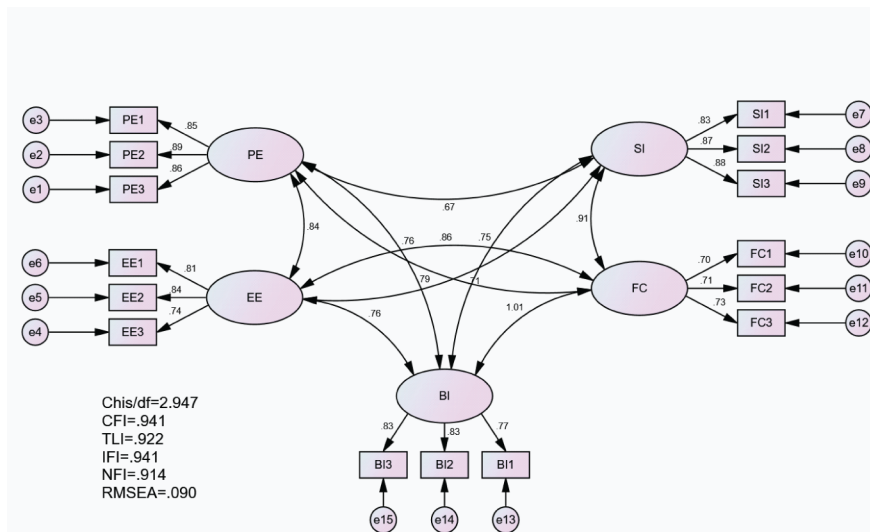 e3 PE1 .85
e2 PE2 .89 PE
e1 PE3 .86
SI .83 SI1 e7
.87 SI2 e8
.88 SI3 e9
.67
.84
.76 .86 .75
.91
.79 .71
e6 EE1 .81
e5 EE2 .84 EE
e4 EE3 .74
.70 FC1 e10
FC .71 FC2 e11
.73 FC3 e12
.76
1.01
BI
.83 .83 .77
BI3 BI2 BI1
e15 e14 e13
Chis/df=2.947
CFI=.941
TLI=.922
IFI=.941
NFI=.914
RMSEA=.090